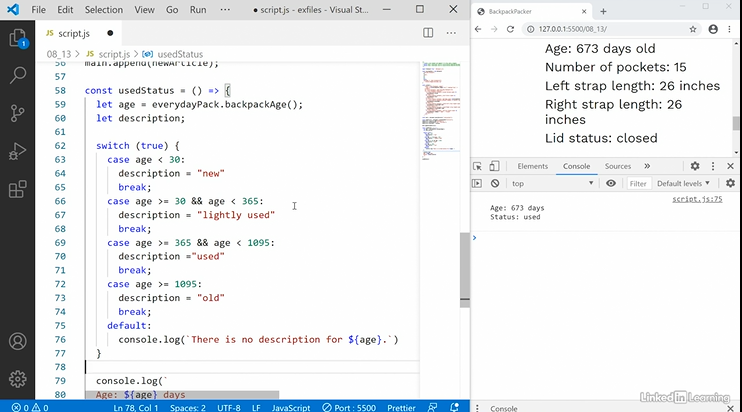 File Edit Selection View Go Run ··· script.js - exfiles - Visual St...
JS script.js
08_13 > JS script.js > usedStatus
56 main.append(newArticle);
57
58 const usedStatus = () => {
59 let age = everydayPack.backpackAge();
60 let description;
61
62 switch (true) {
63 case age < 30:
64 description = "new"
65 break;
66 case age >= 30 && age < 365:
67 description = "lightly used"
68 break;
69 case age >= 365 && age < 1095:
70 description ="used"
71 break;
72 case age >= 1095:
73 description = "old"
74 break;
75 default:
76 console.log(`There is no description for ${age}.`)
77 }
78
79 console.log(`
80 Age: ${age} days
1
0 0 Ln 78, Col 1 Spaces: 2 UTF-8 LF JavaScript Port : 5500 Prettier
BackpackPacker
127.0.0.1:5500/08_13/
Age: 673 days old
Number of pockets: 15
Left strap length: 26 inches
Right strap length: 26
inches
Lid status: closed
Elements Console Sources »
top Filter Default levels
script.js:75
Age: 673 days
Status: used
Console
Linked in Learning